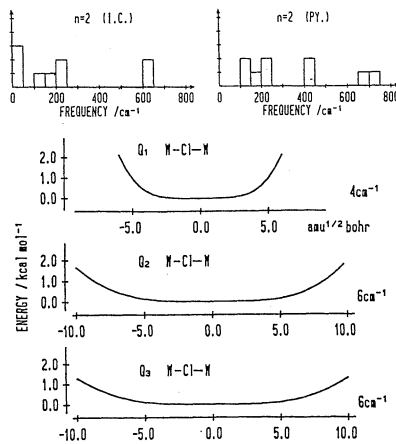 n=2 (I.C.)
n=2 (PY.)
0 200 400 600 800
FREQUENCY /cm⁻¹
0 200 400 600 800
FREQUENCY /cm⁻¹
Q₁ M-Cl-M
2.0
1.0
0.0
4cm⁻¹
-5.0 0.0 5.0 amu¹/² bohr
Q₂ M-Cl-M
2.0
1.0
0.0
6cm⁻¹
-10.0 -5.0 0.0 5.0 10.0
Q₃ M-Cl-M
2.0
1.0
0.0
6cm⁻¹
-10.0 -5.0 0.0 5.0 10.0
ENERGY / kcal mol⁻¹